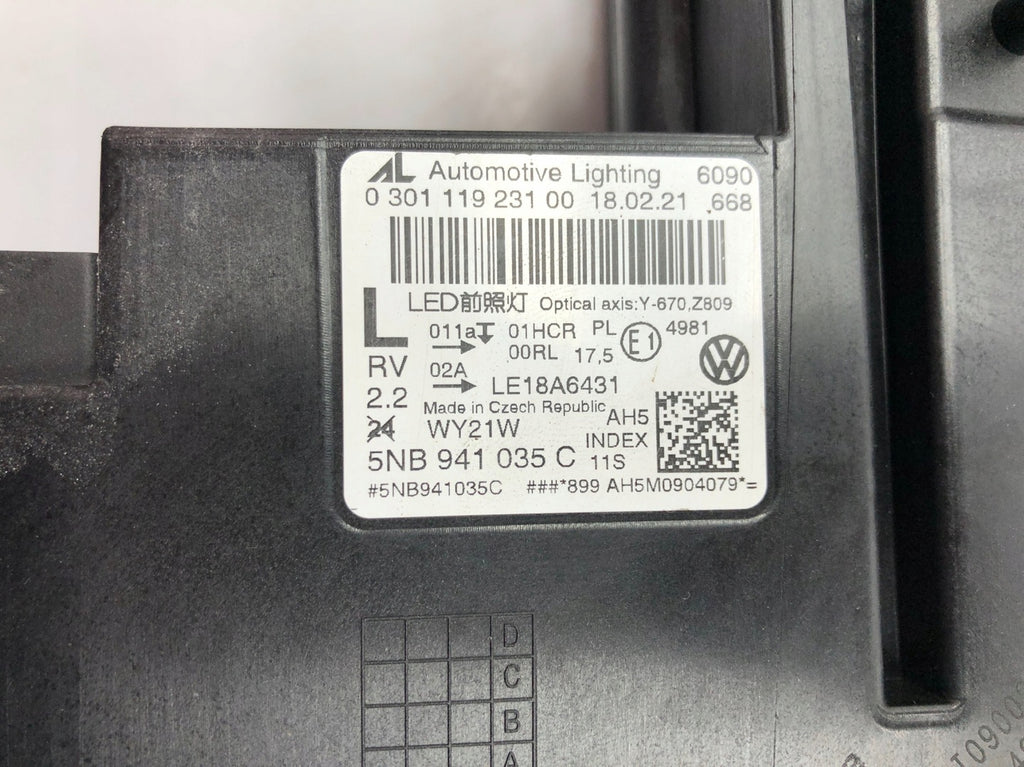 AL Automotive Lighting 6090
0 301 119 231 00 18.02.21 668
L LED前照灯 Optical axis:Y-670,Z809
011a 01HCR PL E1 4981
00RL 17,5
RV 02A
LE18A6431
2.2 Made in Czech Republic
24 WY21W AH5
INDEX
5NB 941 035 C 11S
#5NB941035C ###*899 AH5M0904079*=
D
C
B
A